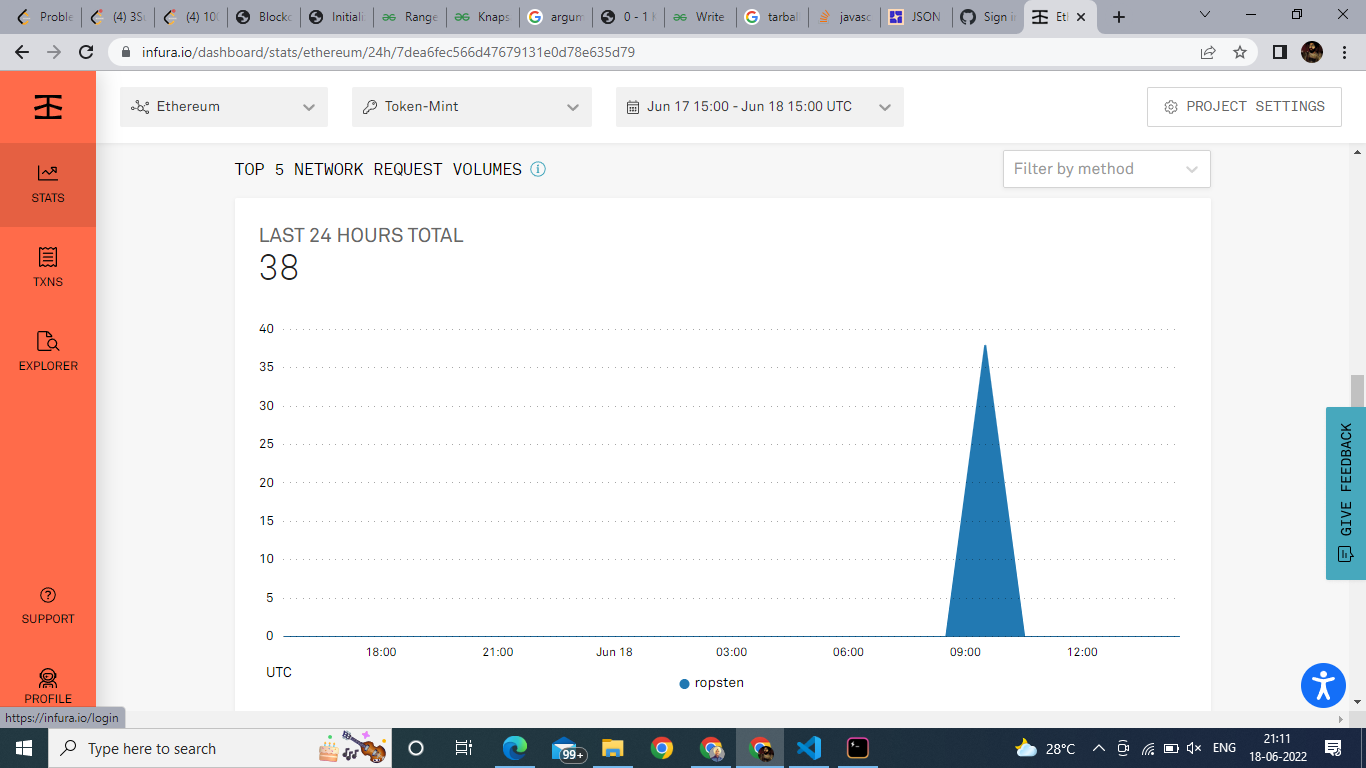 Proble
(4) 3So
(4) 100
Blocko
Initiali
Range
Knaps
argum
0 - 1 K
Write
tarbal
javasc
JSON
Sign in
Eth
infura.io/dashboard/stats/ethereum/24h/7dea6fec566d47679131e0d78e635d79
Ethereum
Token-Mint
Jun 17 15:00 - Jun 18 15:00 UTC
PROJECT SETTINGS
STATS
TXNS
EXPLORER
SUPPORT
PROFILE
TOP 5 NETWORK REQUEST VOLUMES
Filter by method
LAST 24 HOURS TOTAL
38
40
35
30
25
20
15
10
5
0
18:00 21:00 Jun 18 03:00 06:00 09:00 12:00
UTC
ropsten
GIVE FEEDBACK
https://infura.io/login
Type here to search
99+
28°C
ENG
21:11
18-06-2022